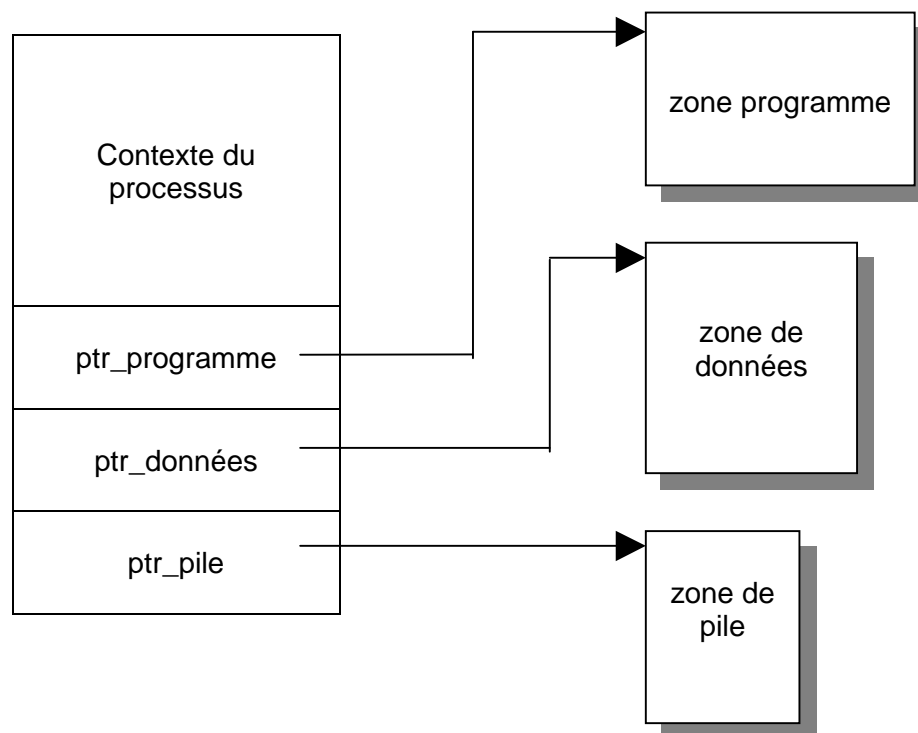 zone programme
Contexte du
processus
zone de
données
ptr_programme
ptr_données
ptr_pile
zone de
pile